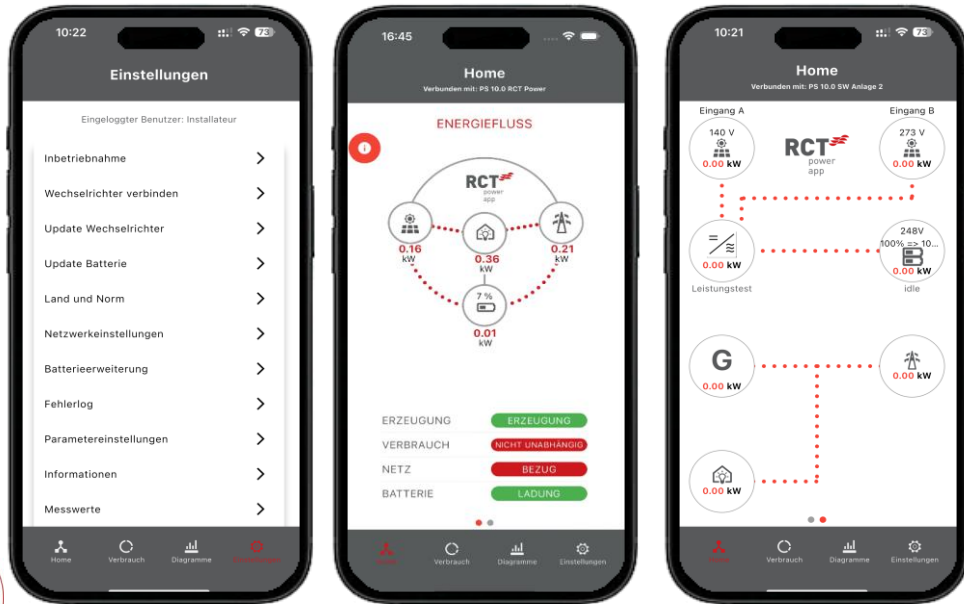 10:22
73
Einstellungen
Eingeloggter Benutzer: Installateur
Inbetriebnahme
Wechselrichter verbinden
Update Wechselrichter
Update Batterie
Land und Norm
Netzwerkeinstellungen
Batterieerweiterung
Fehlerlog
Parametereinstellungen
Informationen
Messwerte
Home
Verbrauch
Diagramme
Einstellungen
16:45
Home
Verbunden mit: PS 10.0 RCT Power
ENERGIEFLUSS
RCT
power
app
0.16
kW
0.36
kW
0.21
kW
7 %
0.01
kW
ERZEUGUNG ERZEUGUNG
VERBRAUCH NICHT UNABHÄNGIG
NETZ BEZUG
BATTERIE LADUNG
Home
Verbrauch
Diagramme
Einstellungen
10:21
73
Home
Verbunden mit: PS 10.0 SW Anlage 2
Eingang A
Eingang B
140 V
0.00 kW
RCT
power
app
273 V
0.00 kW
0.00 kW
Leistungstest
248V
100% => 10...
0.00 kW
idle
G
0.00 kW
0.00 kW
0.00 kW
Home
Verbrauch
Diagramme
Einstellungen